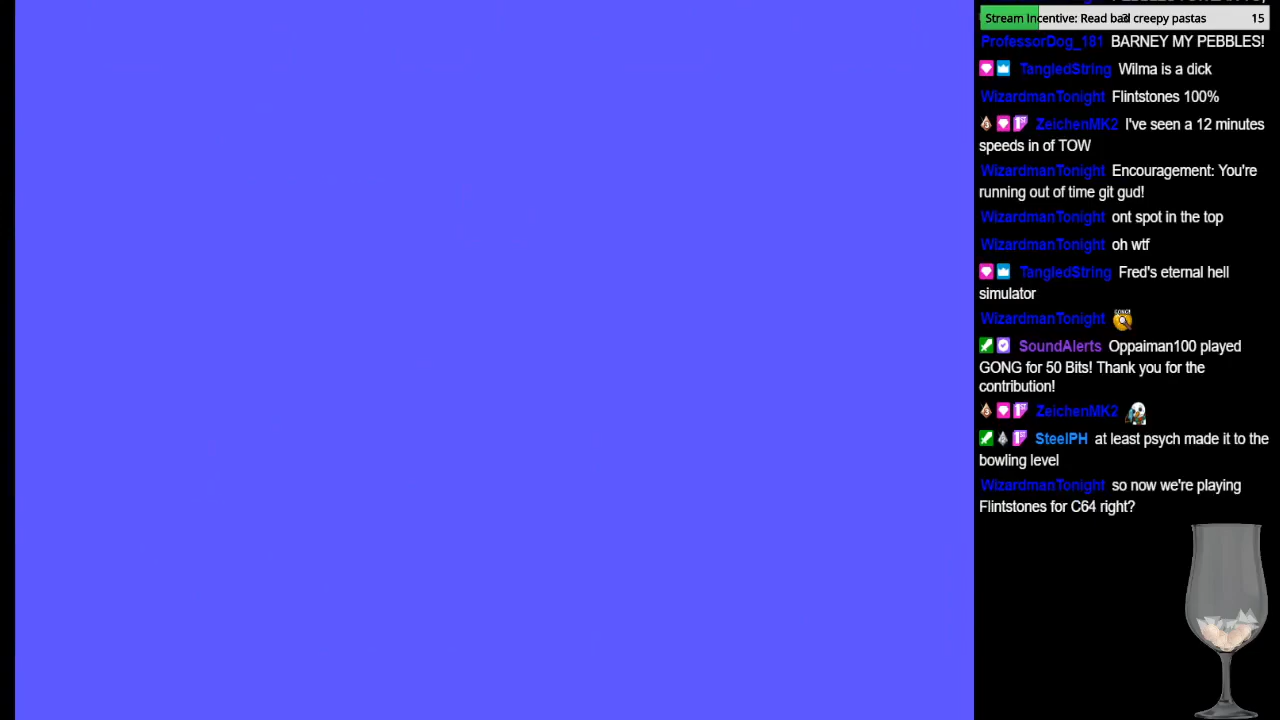 Stream Incentive: Read bad creepy pastas 3 15
ProfessorDog_181 BARNEY MY PEBBLES!
TangledString Wilma is a dick
WizardmanTonight Flintstones 100%
ZeichenMK2 I've seen a 12 minutes
speeds in of TOW
WizardmanTonight Encouragement: You're
running out of time git gud!
WizardmanTonight ont spot in the top
WizardmanTonight oh wtf
TangledString Fred's eternal hell
simulator
WizardmanTonight GONG!
SoundAlerts Oppaiman100 played
GONG for 50 Bits! Thank you for the
contribution!
ZeichenMK2
SteelPH at least psych made it to the
bowling level
WizardmanTonight so now we're playing
Flintstones for C64 right?